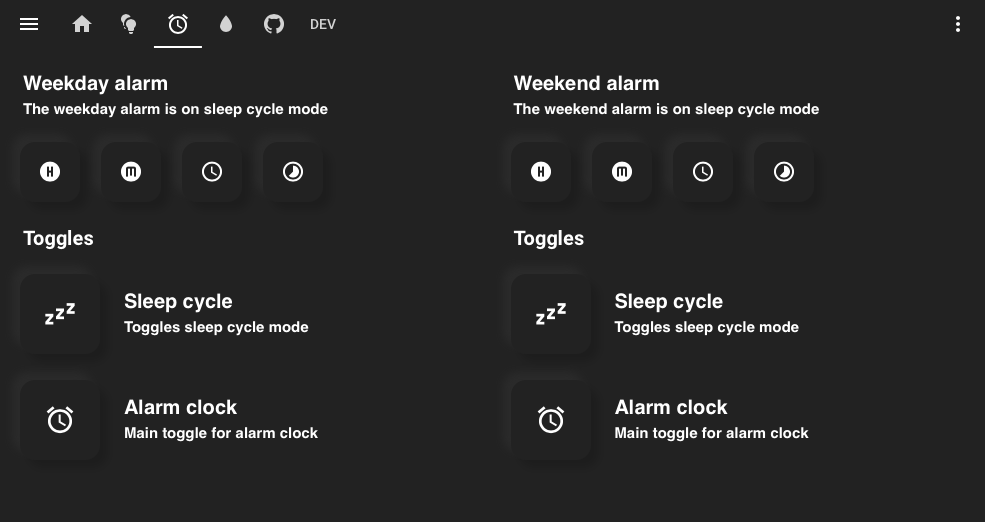 DEV
Weekday alarm
The weekday alarm is on sleep cycle mode
H
M
Toggles
zzz
Sleep cycle
Toggles sleep cycle mode
Alarm clock
Main toggle for alarm clock
Weekend alarm
The weekend alarm is on sleep cycle mode
H
M
Toggles
zzz
Sleep cycle
Toggles sleep cycle mode
Alarm clock
Main toggle for alarm clock